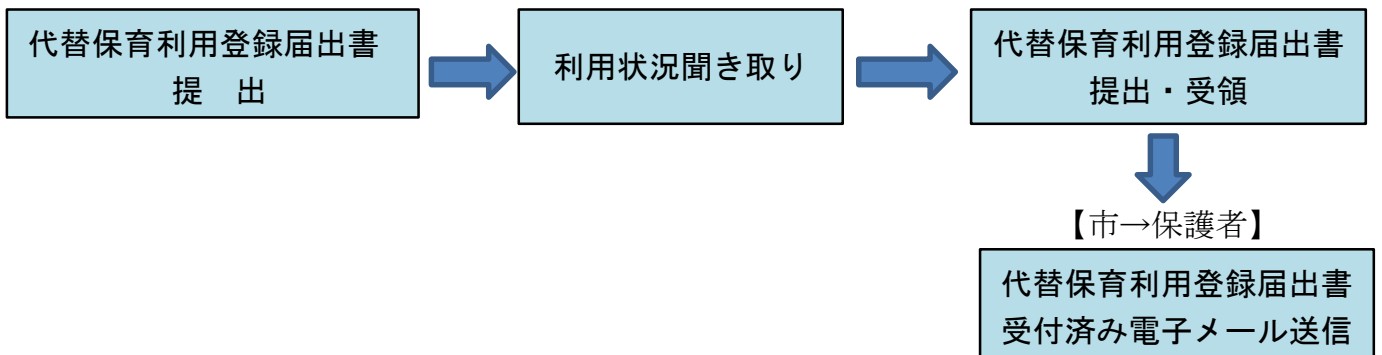 代替保育利用登録届出書
提　出
利用状況聞き取り
代替保育利用登録届出書
提出・受領
【市→保護者】
代替保育利用登録届出書
受付済み電子メール送信